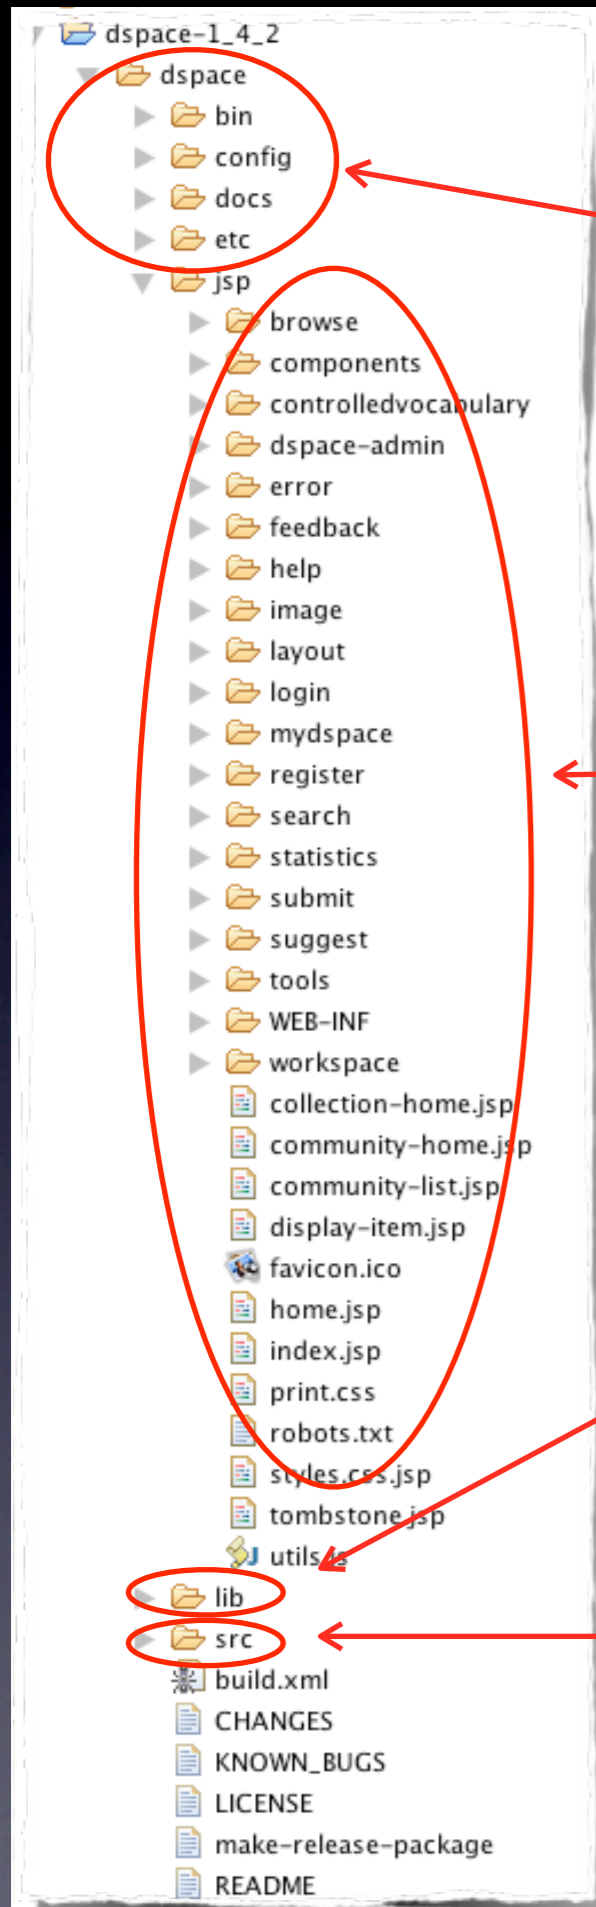 dspace-1_4_2
dspace
bin
config
docs
etc
jsp
browse
components
controlledvocabulary
dspace-admin
error
feedback
help
image
layout
login
mydspace
register
search
statistics
submit
suggest
tools
WEB-INF
workspace
collection-home.jsp
community-home.jsp
community-list.jsp
display-item.jsp
favicon.ico
home.jsp
index.jsp
print.css
robots.txt
styles.css.jsp
tombstone.jsp
utils.js
lib
src
build.xml
CHANGES
KNOWN_BUGS
LICENSE
make-release-package
README